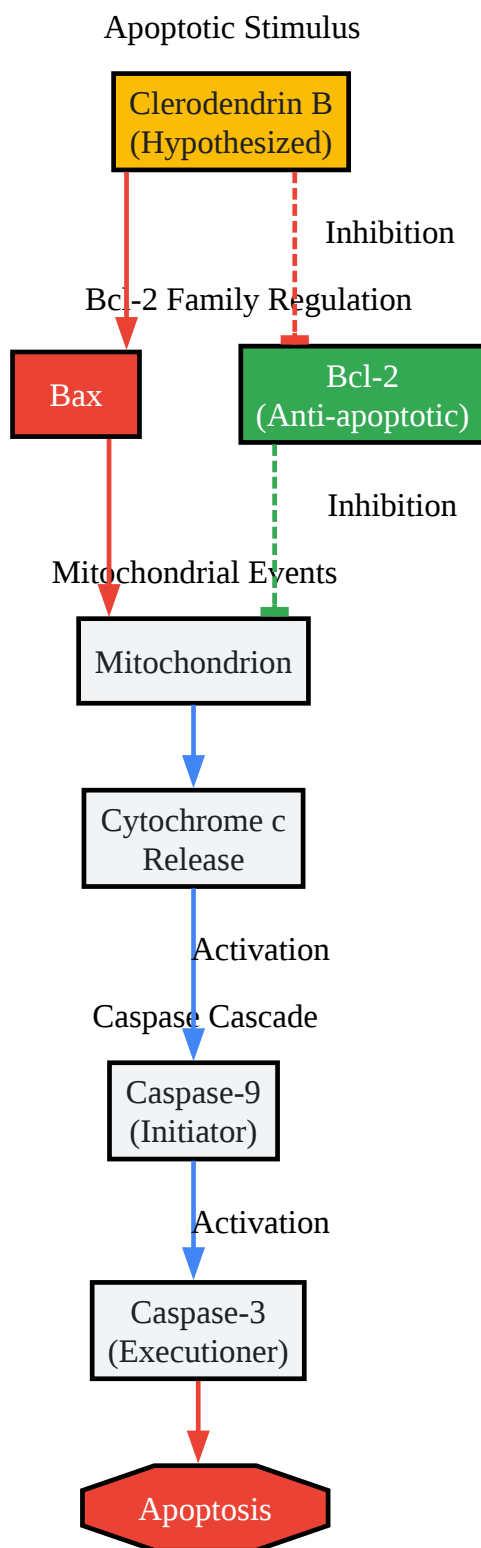 Apoptotic Stimulus
Clerodendrin B
(Hypothesized)
Inhibition
Bcl-2 Family Regulation
Bax
Bcl-2
(Anti-apoptotic)
Inhibition
Mitochondrial Events
Mitochondrion
Cytochrome c
Release
Activation
Caspase Cascade
Caspase-9
(Initiator)
Activation
Caspase-3
(Executioner)
Apoptosis